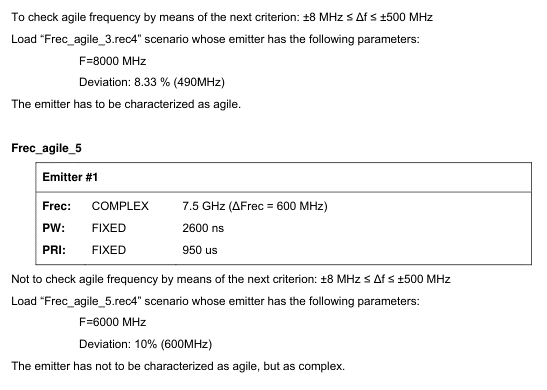 To check agile frequency by means of the next criterion: ±8 MHz ≤ Δf ≤ ±500 MHz
Load “Frec_agile_3.rec4” scenario whose emitter has the following parameters:
F=8000 MHz
Deviation: 8.33 % (490MHz)
The emitter has to be characterized as agile.
Frec_agile_5
Emitter #1
Frec: COMPLEX 7.5 GHz (ΔFrec = 600 MHz)
PW: FIXED 2600 ns
PRI: FIXED 950 us
Not to check agile frequency by means of the next criterion: ±8 MHz ≤ Δf ≤ ±500 MHz
Load “Frec_agile_5.rec4” scenario whose emitter has the following parameters:
F=6000 MHz
Deviation: 10% (600MHz)
The emitter has not to be characterized as agile, but as complex.